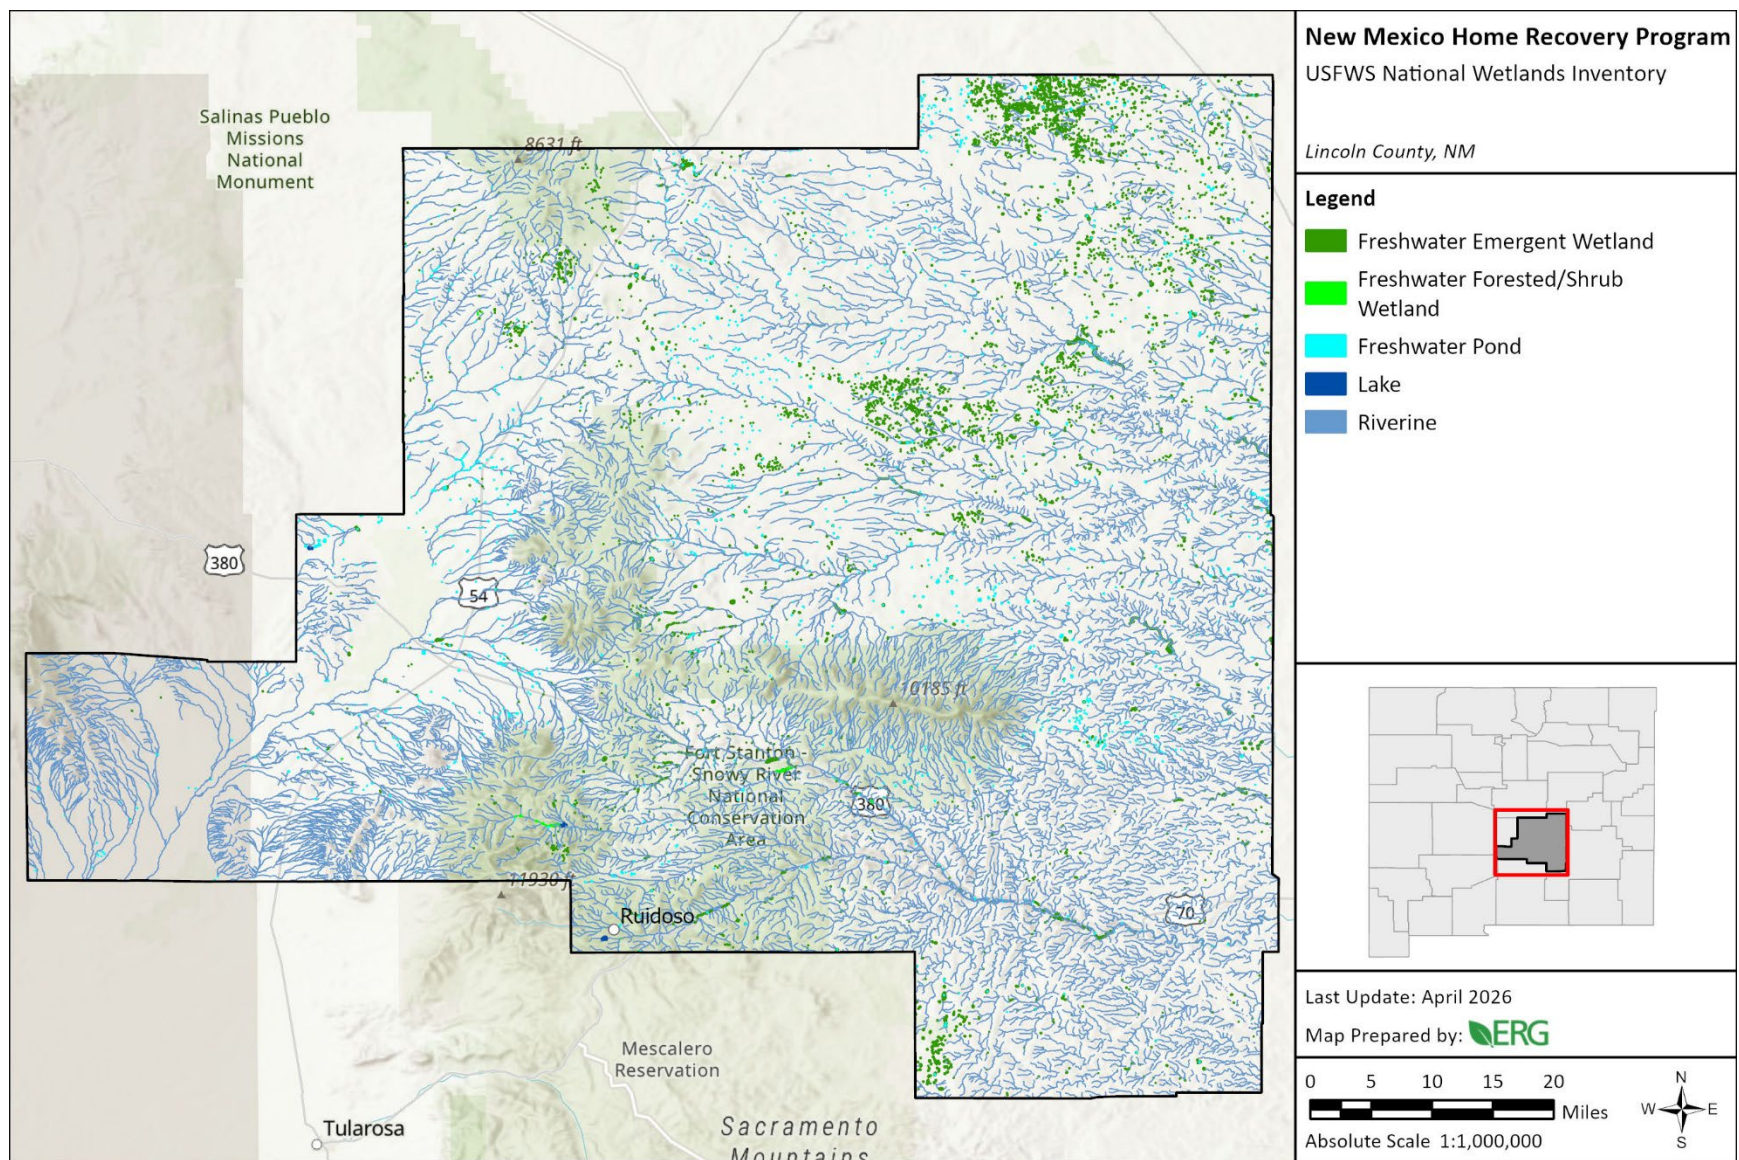 New Mexico Home Recovery Program
USFWS National Wetlands Inventory
Lincoln County, NM
Legend
Freshwater Emergent Wetland
Freshwater Forested/Shrub
Wetland
Freshwater Pond
Lake
Riverine
Salinas Pueblo
Missions
National
Monument
8631 ft
380
54
10185 ft
Fort Stanton -
Snowy River
National
Conservation
Area
380
11930 ft
Ruidoso
70
Mescalero
Reservation
Tularosa
Sacramento
Mountains
Last Update: April 2026
Map Prepared by: ERG
0 5 10 15 20
Miles
Absolute Scale 1:1,000,000
N
W E
S